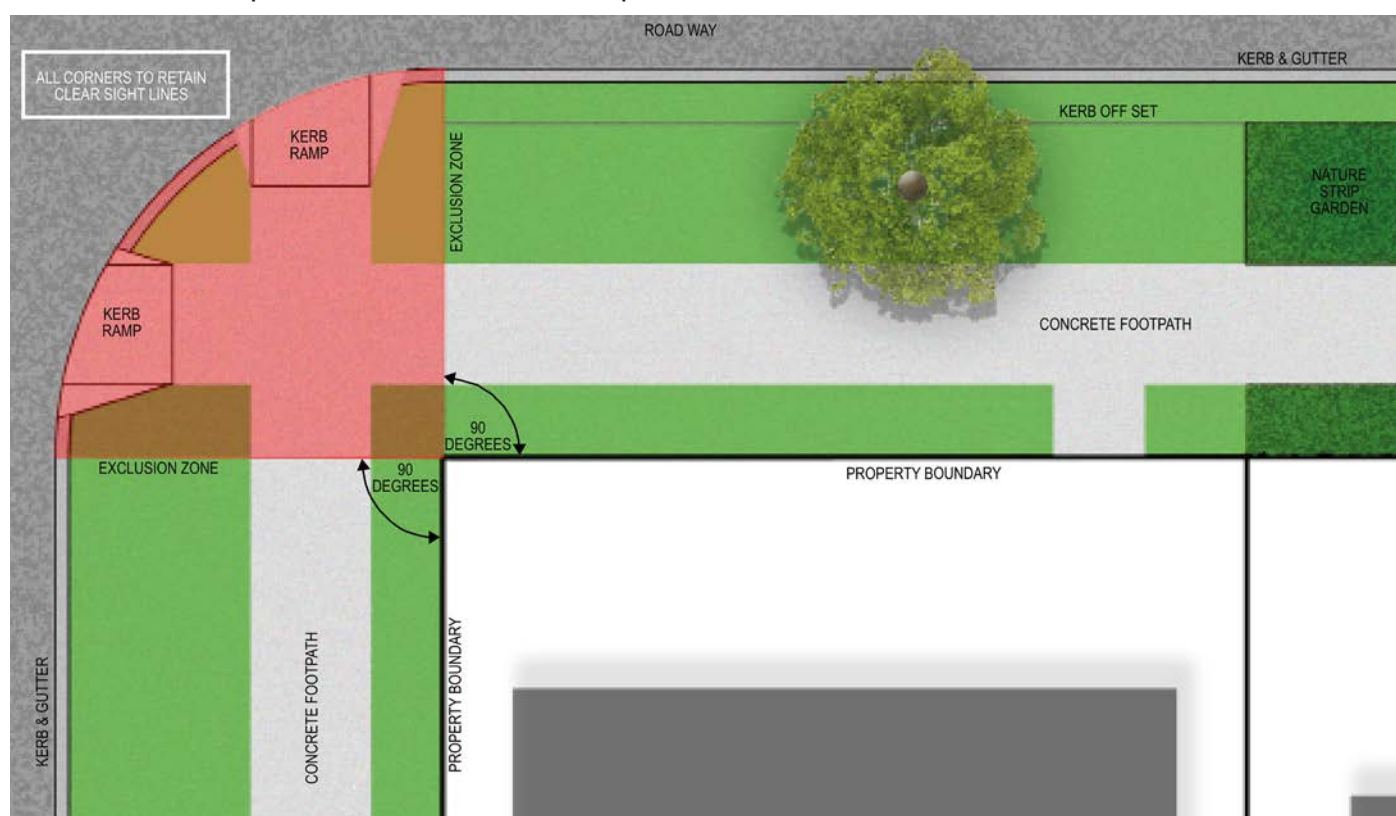 ROAD WAY
KERB & GUTTER
ALL CORNERS TO RETAIN
CLEAR SIGHT LINES
KERB OFF SET
KERB
RAMP
EXCLUSION ZONE
NATURE
STRIP
GARDEN
KERB
RAMP
CONCRETE FOOTPATH
90
DEGREES
EXCLUSION ZONE
90
DEGREES
PROPERTY BOUNDARY
KERB & GUTTER
CONCRETE FOOTPATH
PROPERTY BOUNDARY